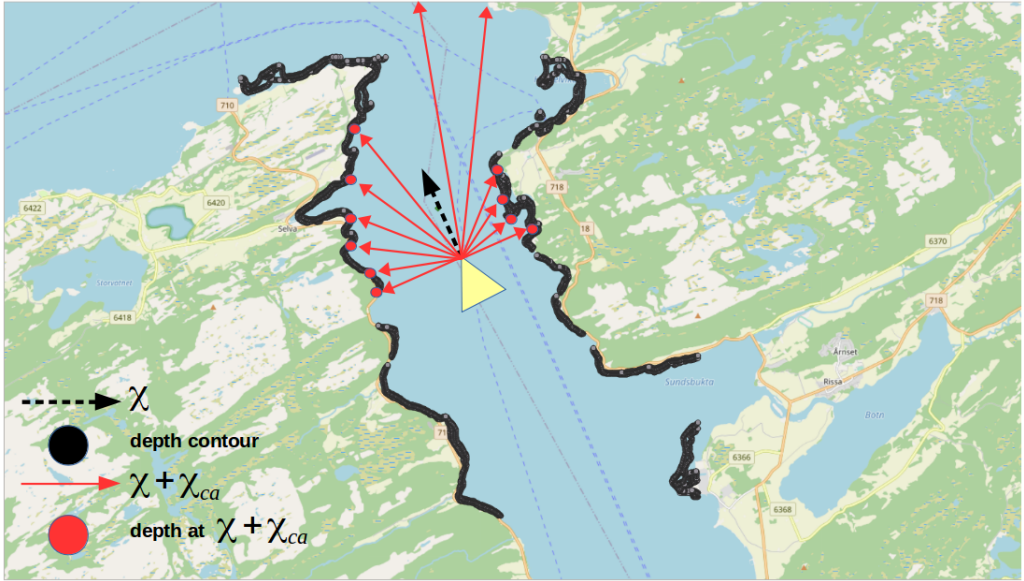 710
718
6422
6420
Selva
18
6370
Storvatnet
718
6418
Årnset
Sundsbukta
Rissa
Botn
χ
71
depth contour
6366
χ+χca
6368
depth at χ+χca